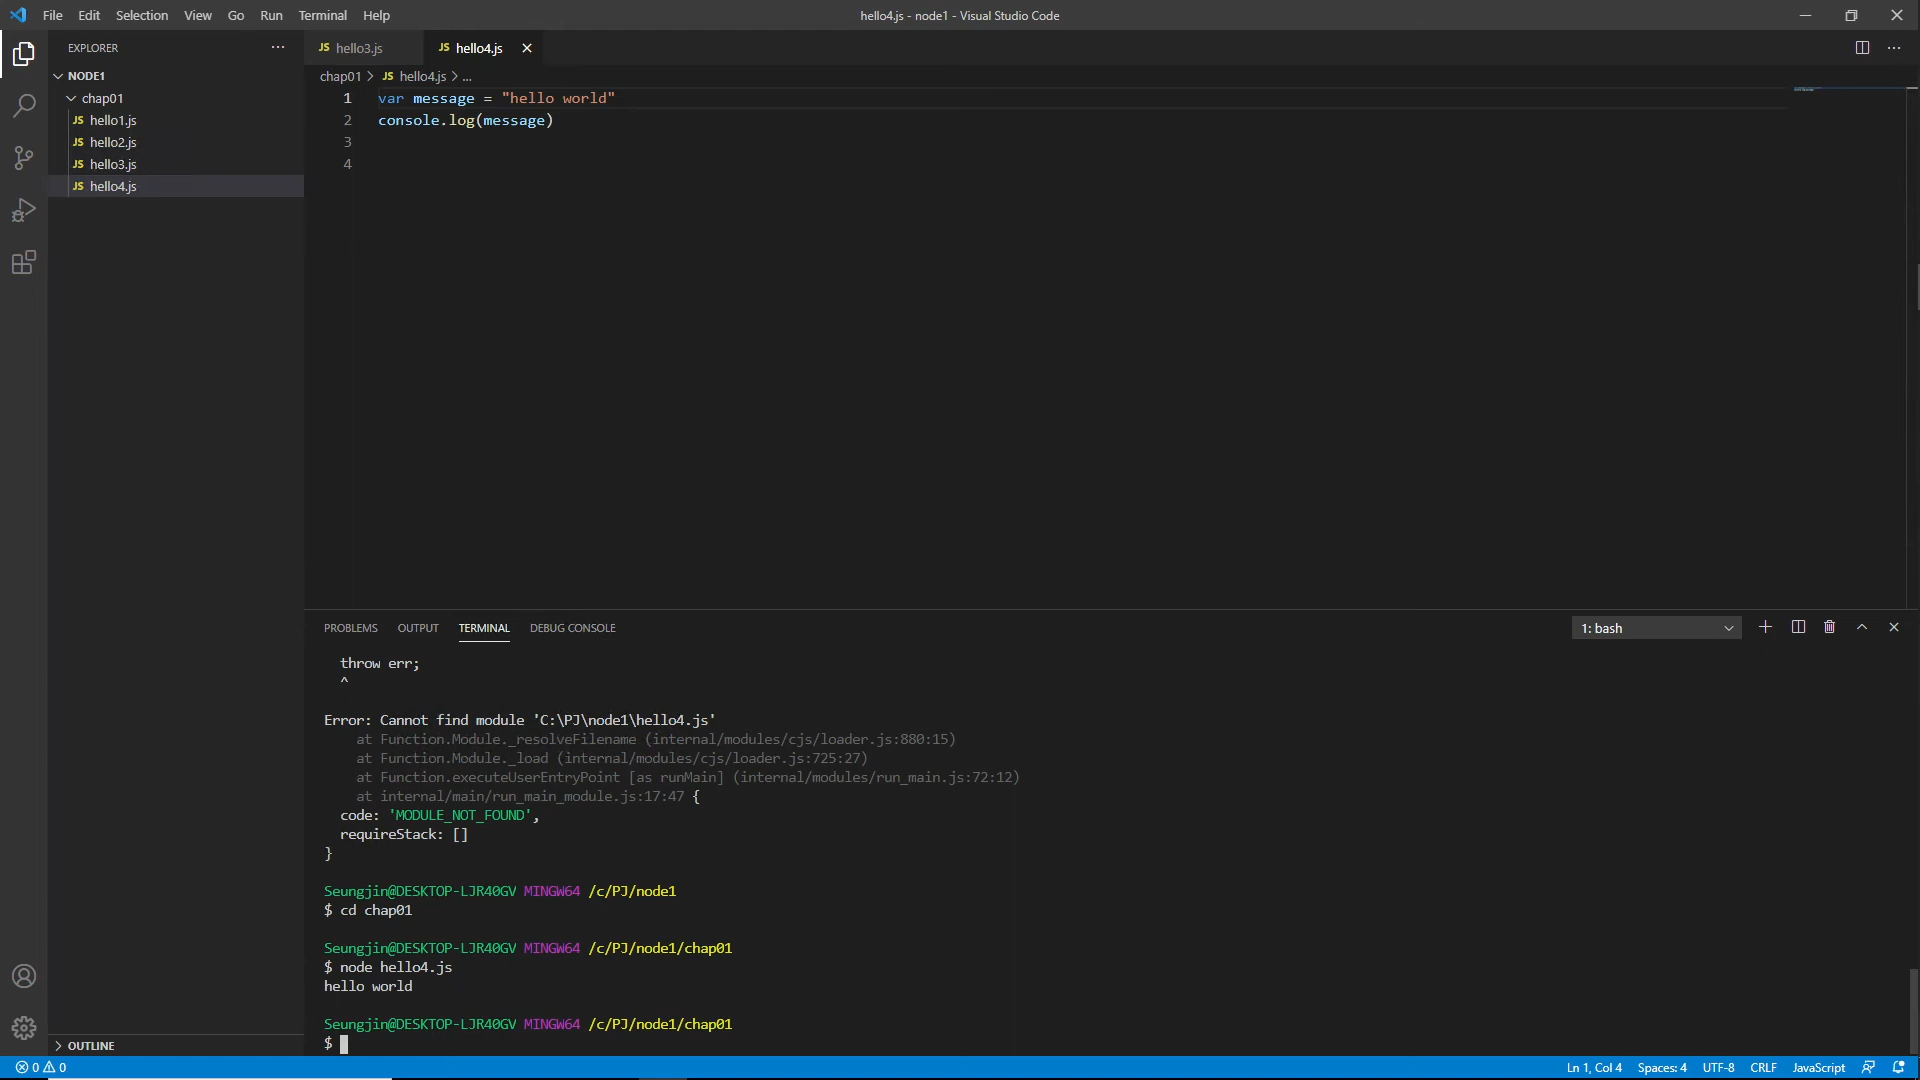 File Edit Selection View Go Run Terminal Help
hello4.js - node1 - Visual Studio Code
EXPLORER
NODE1
chap01
JS hello1.js
JS hello2.js
JS hello3.js
JS hello4.js
OUTLINE
JS hello3.js
JS hello4.js
chap01 > JS hello4.js > ...
1 var message = "hello world"
2 console.log(message)
3
4
PROBLEMS OUTPUT TERMINAL DEBUG CONSOLE
1: bash
throw err;
^
Error: Cannot find module 'C:\PJ\node1\hello4.js'
at Function.Module._resolveFilename (internal/modules/cjs/loader.js:880:15)
at Function.Module._load (internal/modules/cjs/loader.js:725:27)
at Function.executeUserEntryPoint [as runMain] (internal/modules/run_main.js:72:12)
at internal/main/run_main_module.js:17:47 {
code: 'MODULE_NOT_FOUND',
requireStack: []
}
Seungjin@DESKTOP-LJR40GV MINGW64 /c/PJ/node1
$ cd chap01
Seungjin@DESKTOP-LJR40GV MINGW64 /c/PJ/node1/chap01
$ node hello4.js
hello world
Seungjin@DESKTOP-LJR40GV MINGW64 /c/PJ/node1/chap01
$
0 0
Ln 1, Col 4 Spaces: 4 UTF-8 CRLF JavaScript